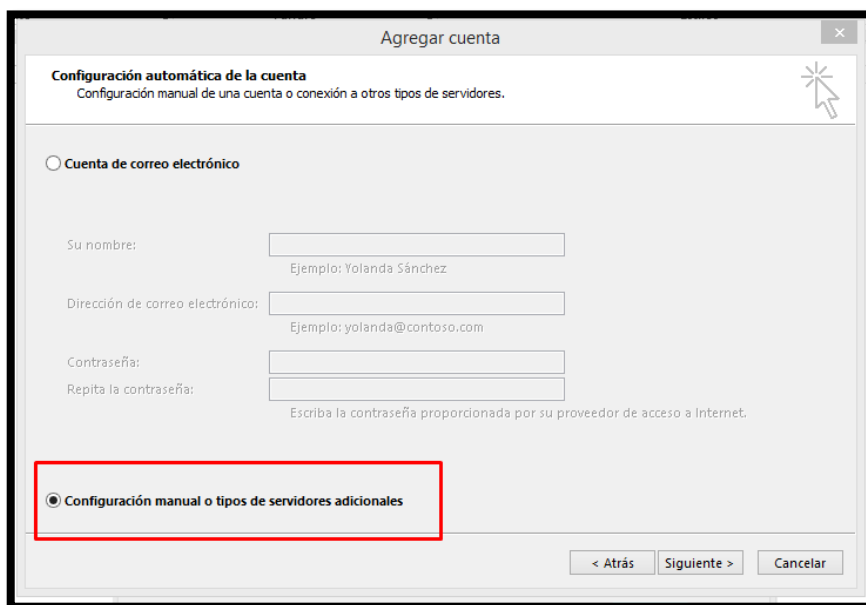 Agregar cuenta
Configuración automática de la cuenta
Configuración manual de una cuenta o conexión a otros tipos de servidores.
Cuenta de correo electrónico
Su nombre:
Ejemplo: Yolanda Sánchez
Dirección de correo electrónico:
Ejemplo: yolanda@contoso.com
Contraseña:
Repita la contraseña:
Escriba la contraseña proporcionada por su proveedor de acceso a Internet.
Configuración manual o tipos de servidores adicionales
< Atrás Siguiente > Cancelar